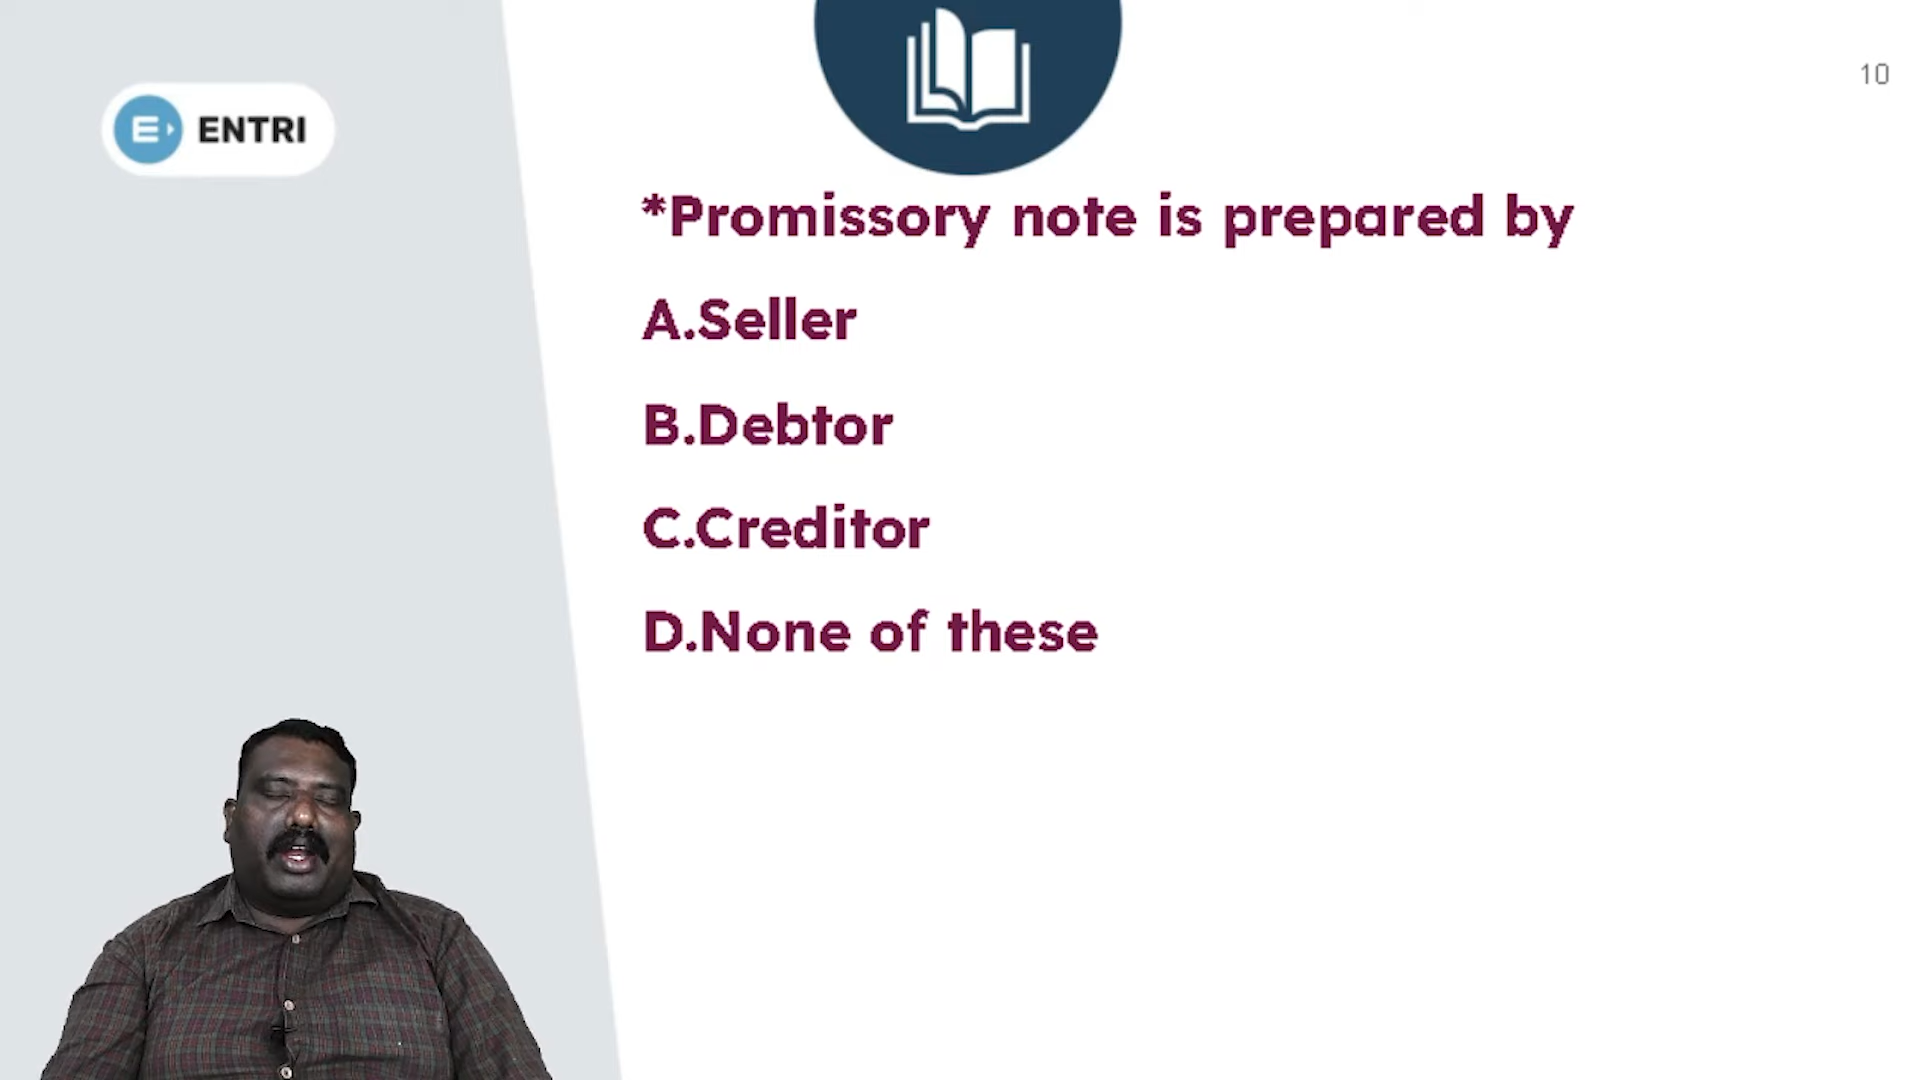 ENTRI
10
*Promissory note is prepared by
A.Seller
B.Debtor
C.Creditor
D.None of these